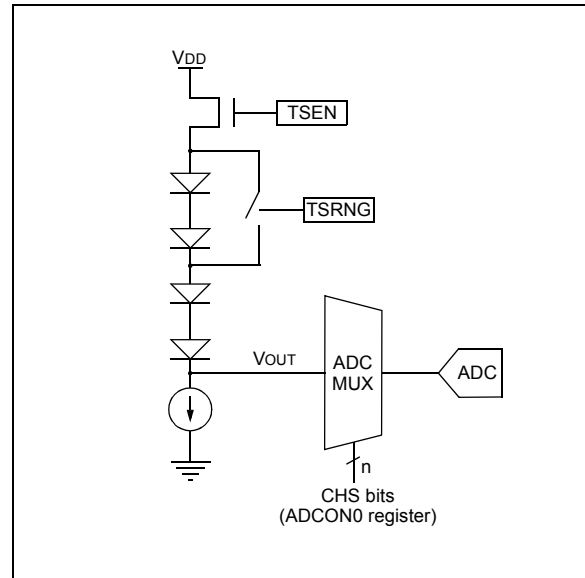 VDD
TSEN
TSRNG
VOUT
ADC
MUX
ADC
n
CHS bits
(ADCON0 register)